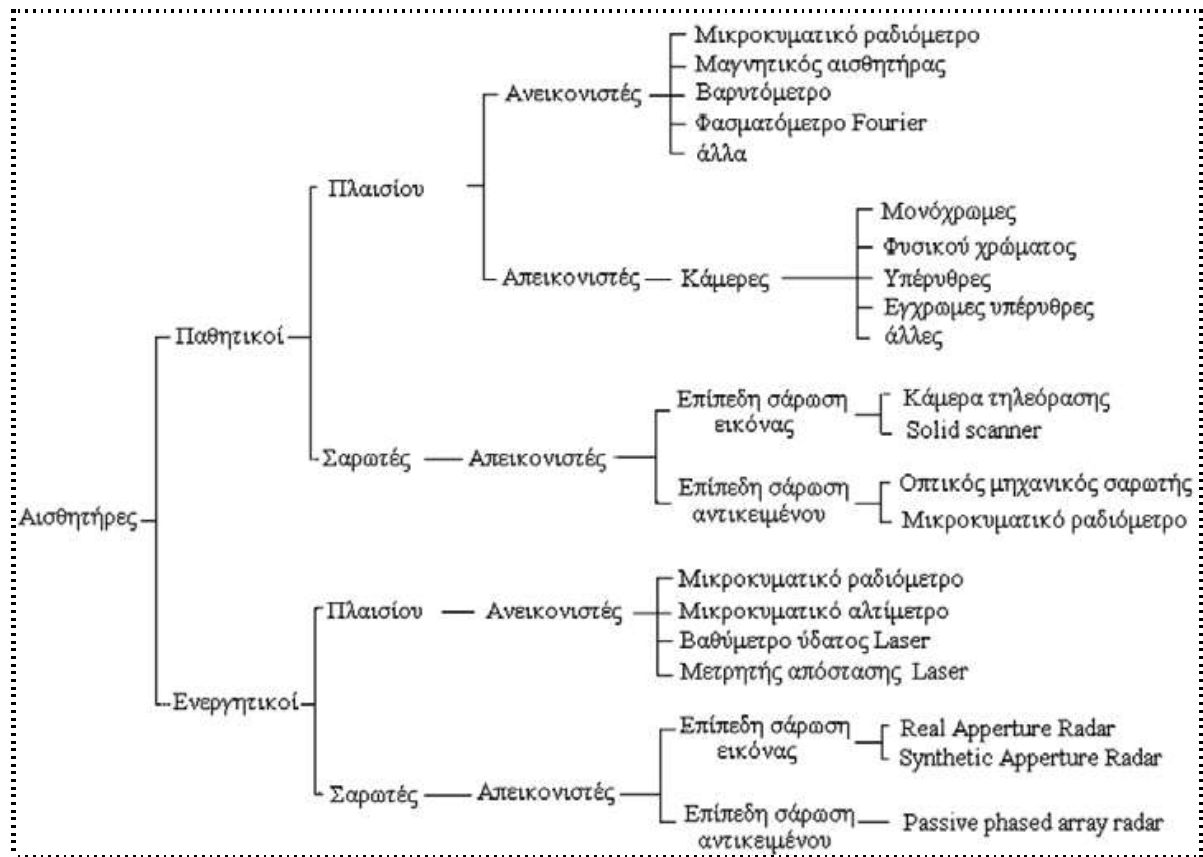 Μικροκυματικό ραδιόμετρο
Μαγνητικός αισθητήρας
Ανεικονιστές
Βαρυτόμετρο
Φασματόμετρο Fourier
άλλα
Πλαισίου
Μονόχρωμες
Φυσικού χρώματος
Απεικονιστές
Κάμερες
Υπέρυθρες
Εγχρωμες υπέρυθρες
άλλες
Παθητικοί
Επίπεδη σάρωση
εικόνας
Κάμερα τηλεόρασης
Solid scanner
Σαρωτές
Απεικονιστές
Επίπεδη σάρωση
αντικειμένου
Οπτικός μηχανικός σαρωτής
Μικροκυματικό ραδιόμετρο
Αισθητήρες
Μικροκυματικό ραδιόμετρο
Πλαισίου
Ανεικονιστές
Μικροκυματικό αλτίμετρο
Βαθύμετρο ύδατος Laser
Μετρητής απόστασης Laser
Ενεργητικοί
Επίπεδη σάρωση
εικόνας
Real Apperture Radar
Synthetic Apperture Radar
Σαρωτές
Απεικονιστές
Επίπεδη σάρωση
αντικειμένου
Passive phased array radar